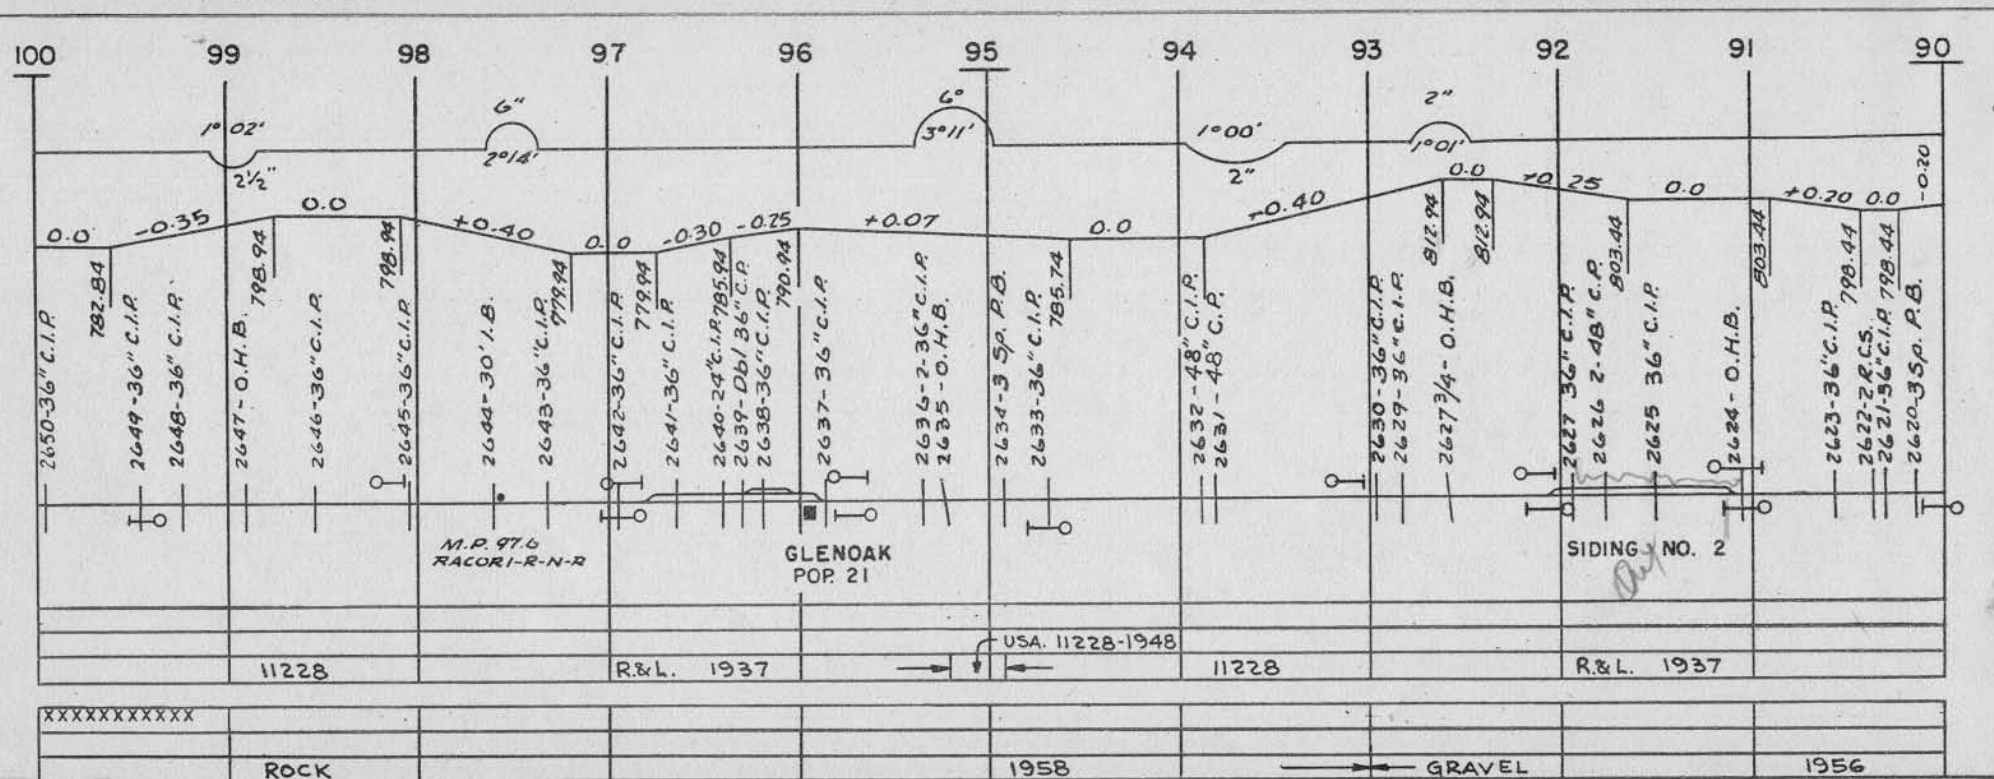 100 99 98 97 96 95 94 93 92 91 90
1° 02'
2½"
6"
2°14'
6°
3°11'
1°00'
2"
2"
1°01'
0.0 -0.35 0.0 +0.40 0.0 -0.30 -0.25 +0.07 0.0 +0.40 0.0 +0.25 0.0 +0.20 0.0 -0.20
782.84 798.94 798.94 779.94 779.94 785.94 790.94 785.74 812.94 812.94 803.44 803.44 798.44 798.44
2650-36" C.I.P.
2649-36" C.I.P.
2648-36" C.I.P.
2647-O.H.B.
2646-36" C.I.P.
2645-36" C.I.P.
2644-30' I.B.
2643-36" C.I.P.
2642-36" C.I.P.
2641-36" C.I.P.
2640-24" C.I.P.
2639-Dbl 36" C.P.
2638-36" C.I.P.
2637-36" C.I.P.
2636-2-36" C.I.P.
2635-O.H.B.
2634-3 Sp. P.B.
2633-36" C.I.P.
2632-48" C.I.P.
2631-48" C.P.
2630-36" C.I.P.
2629-36" C.I.P.
2627¾-O.H.B.
2627 36" C.I.P.
2626 2-48" C.P.
2625 36" C.I.P.
2624-O.H.B.
2623-36" C.I.P.
2622-2 R.C.S.
2621-36" C.I.P.
2620-3 Sp. P.B.
M.P. 97.6
RACOR1-R-N-R
GLENOAK
POP. 21
SIDING NO. 2
USA. 11228-1948
11228 R.&L. 1937 11228 R.&L. 1937
XXXXXXXXXXX
ROCK 1958 GRAVEL 1956